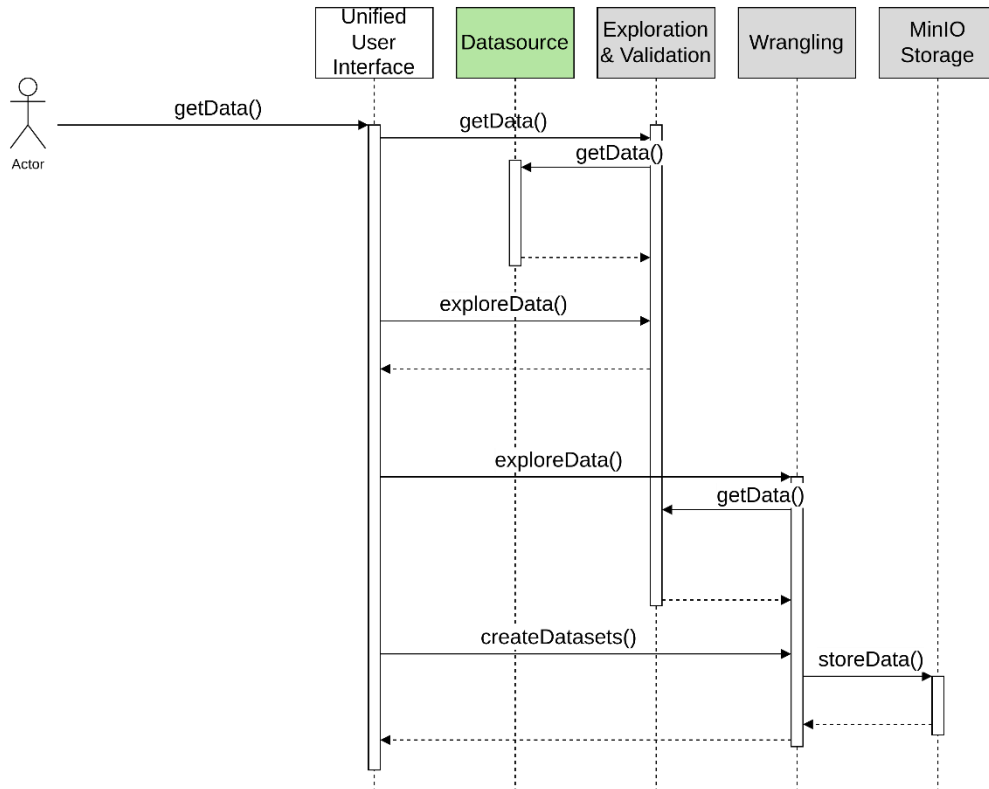 Unified
User
Interface
Datasource
Exploration
& Validation
Wrangling
MinIO
Storage
Actor
getData()
getData()
getData()
exploreData()
exploreData()
getData()
createDatasets()
storeData()